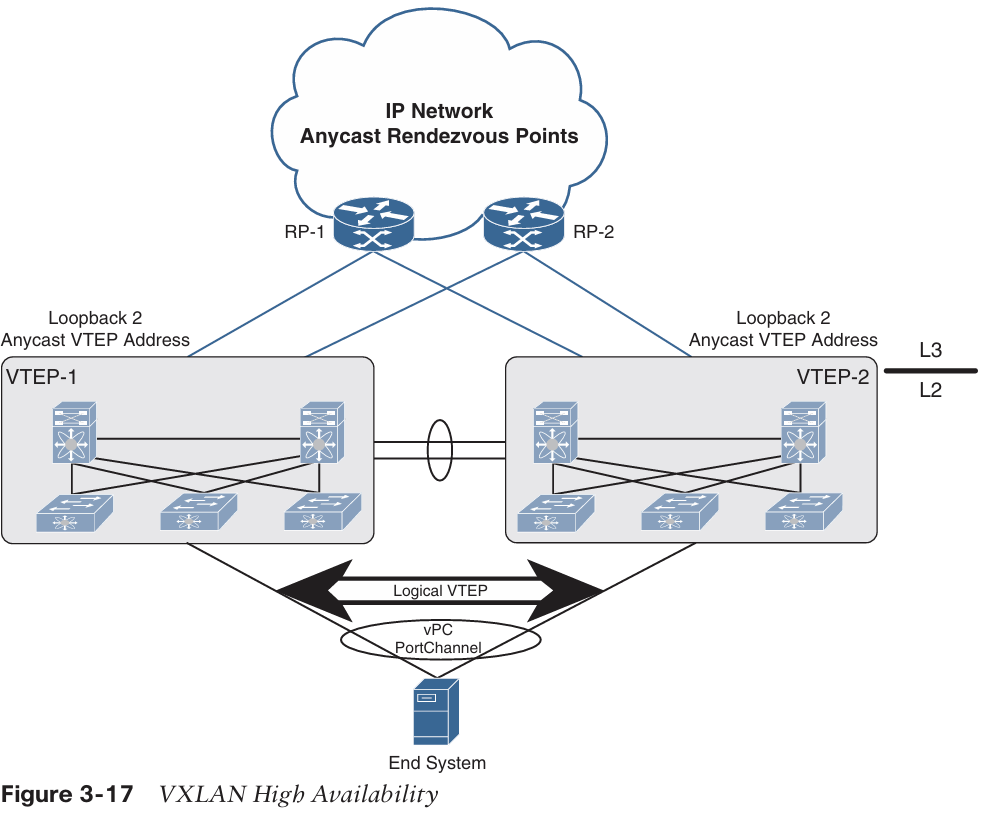 IP Network
Anycast Rendezvous Points
RP-1
RP-2
Loopback 2
Anycast VTEP Address
Loopback 2
Anycast VTEP Address
L3
L2
VTEP-1
VTEP-2
Logical VTEP
vPC
PortChannel
End System
Figure 3-17 VXLAN High Availability